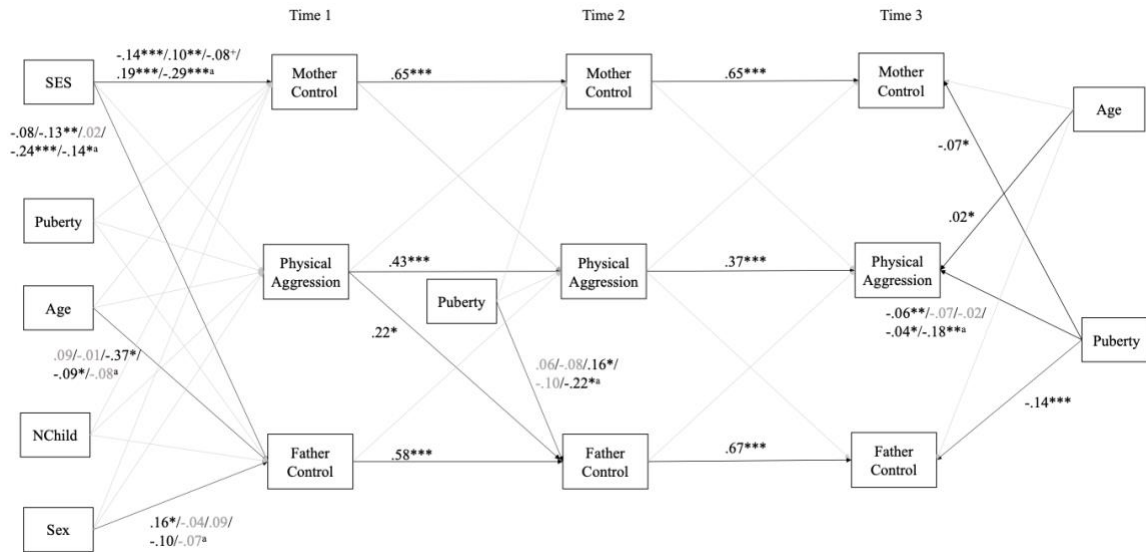 Time 1
Time 2
Time 3
SES
-.14***/.10**/-.08⁺/
.19***/-.29***ᵃ
Mother
Control
.65***
Mother
Control
.65***
Mother
Control
Age
-.08/-.13**/.02/
-.24***/-.14*ᵃ
-.07*
Puberty
.02*
Physical
Aggression
.43***
Puberty
Physical
Aggression
.37***
Physical
Aggression
Age
.09/-.01/-.37*/
-.09*/-.08ᵃ
.22*
.06/-.08/.16*/
-.10/-.22*ᵃ
-.06**/-.07/-.02/
-.04*/-.18**ᵃ
Puberty
-.14***
NChild
Father
Control
.58***
Father
Control
.67***
Father
Control
Sex
.16*/-.04/.09/
-.10/-.07ᵃ